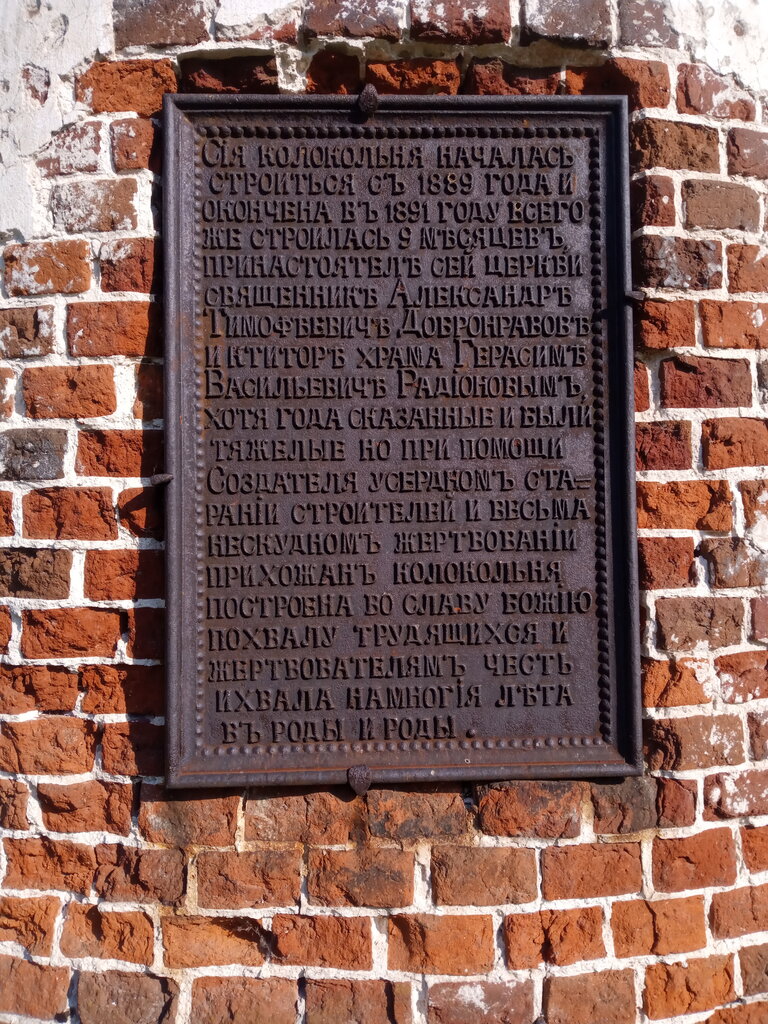 Сія колокольня началась
строиться съ 1889 года и
окончена въ 1891 году всего
же строилась 9 мѣсяцевъ,
принастоятелѣ сей церкви
священникѣ Александрѣ
Тимофѣевичѣ Добронравовѣ
и ктиторѣ храма Герасимѣ
Васильевичѣ Радіоновымъ,
хотя года сказанные и были
тяжелые но при помощи
Создателя усердномъ ста=
раніи строителей и весьма
нескудномъ жертвованіи
прихожанъ колокольня
построена во славу божію
похвалу трудящихся и
жертвователямъ честь
ихвала намногія лѣта
въ роды и роды.